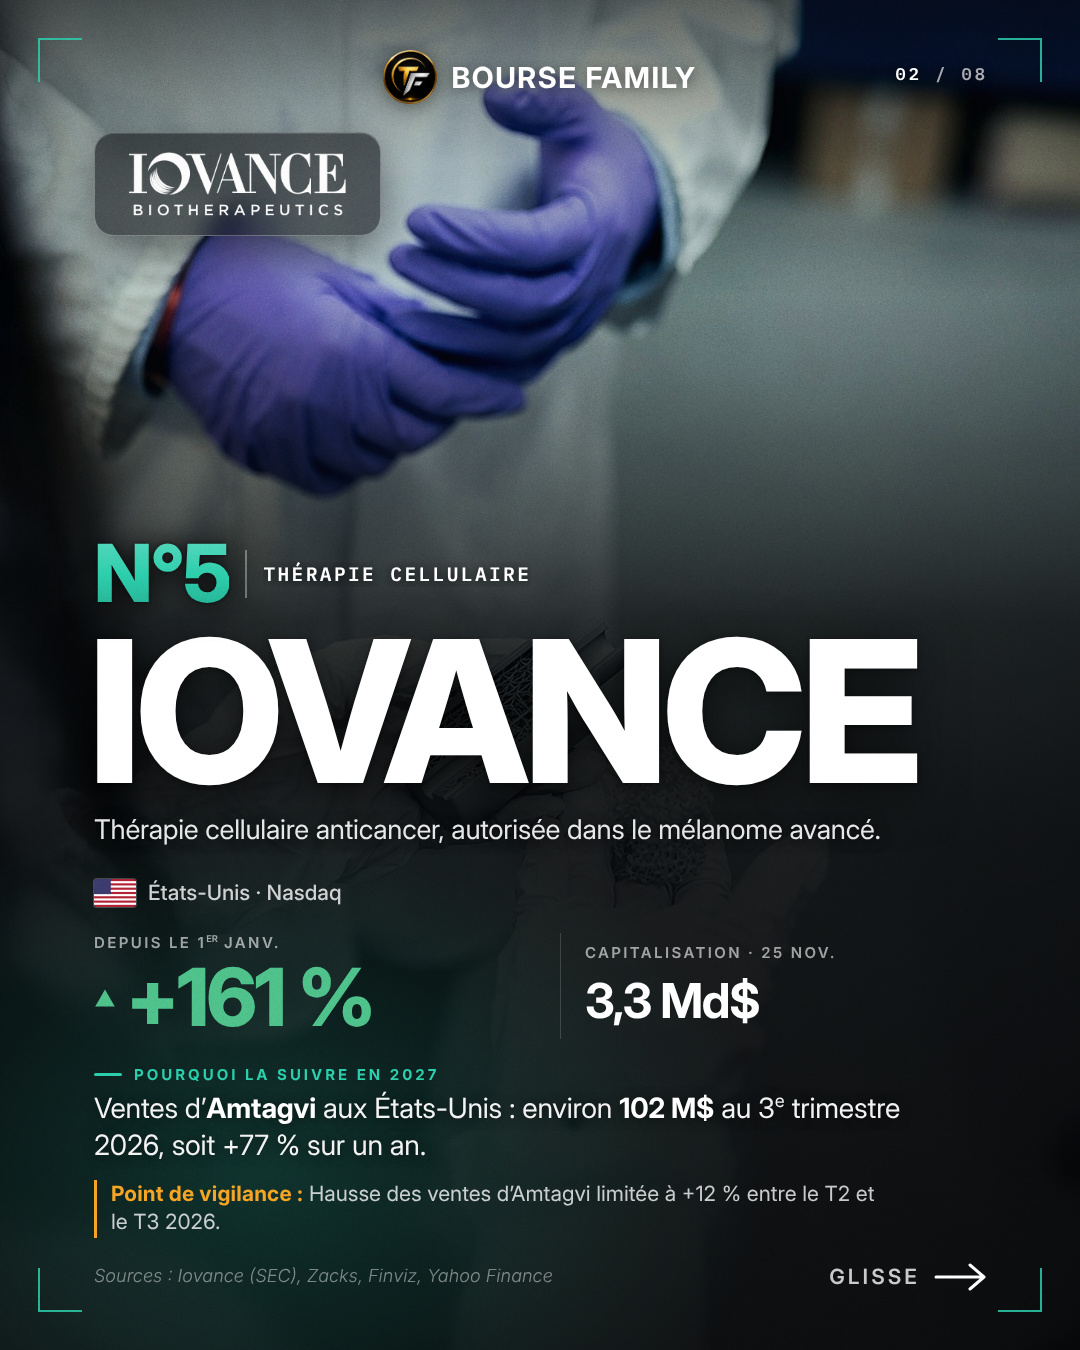 BOURSE FAMILY
02 / 08
IOVANCE
BIOTHERAPEUTICS
N°5
THÉRAPIE CELLULAIRE
IOVANCE
Thérapie cellulaire anticancer, autorisée dans le mélanome avancé.
États-Unis · Nasdaq
DEPUIS LE 1ER JANV.
+161 %
CAPITALISATION · 25 NOV.
3,3 Md$
POURQUOI LA SUIVRE EN 2027
Ventes d’Amtagvi aux États-Unis : environ 102 M$ au 3e trimestre
2026, soit +77 % sur un an.
Point de vigilance : Hausse des ventes d’Amtagvi limitée à +12 % entre le T2 et
le T3 2026.
Sources : Iovance (SEC), Zacks, Finviz, Yahoo Finance
GLISSE